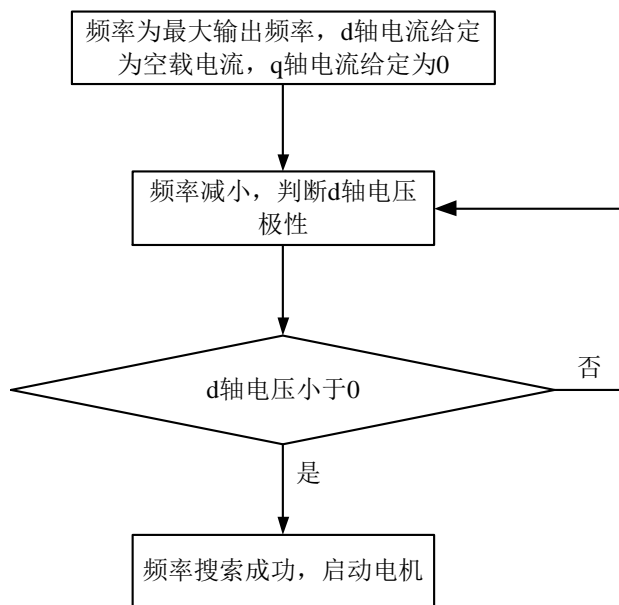 频率为最大输出频率，d轴电流给定
为空载电流，q轴电流给定为0
频率减小，判断d轴电压
极性
d轴电压小于0
否
是
频率搜索成功，启动电机